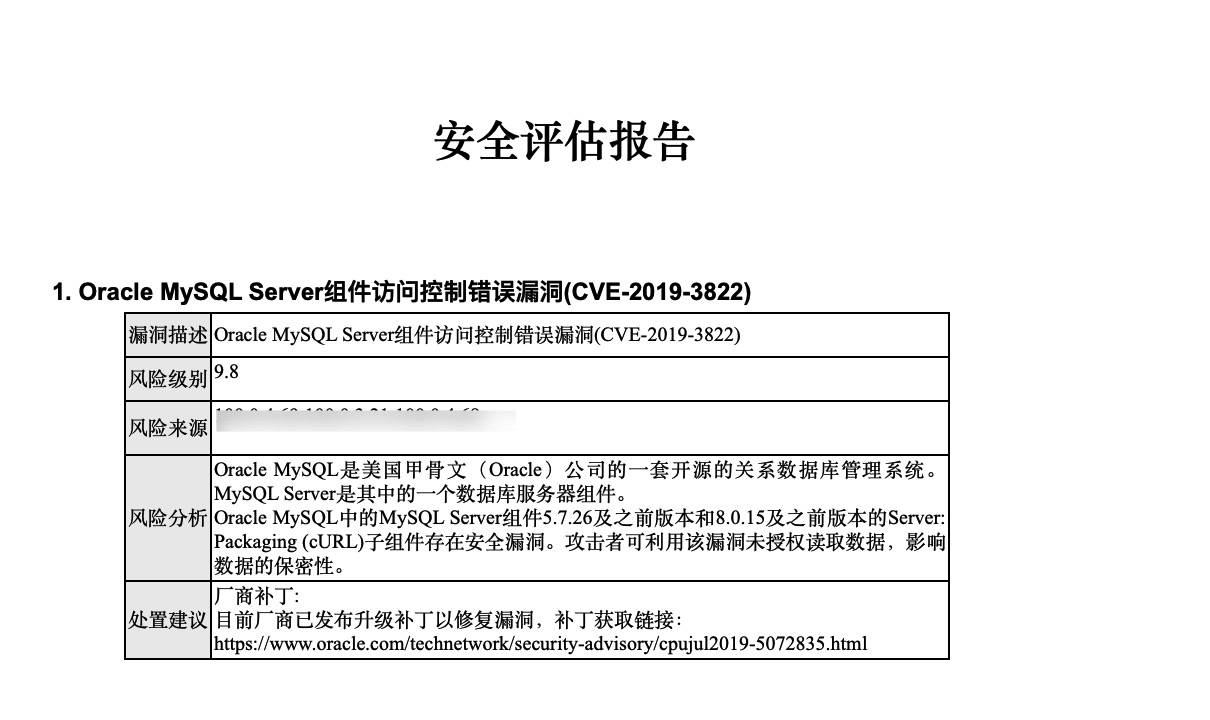 安全评估报告
1. Oracle MySQL Server组件访问控制错误漏洞(CVE-2019-3822)
漏洞描述 Oracle MySQL Server组件访问控制错误漏洞(CVE-2019-3822)
风险级别 9.8
风险来源
风险分析
Oracle MySQL是美国甲骨文（Oracle）公司的一套开源的关系数据库管理系统。
MySQL Server是其中的一个数据库服务器组件。
Oracle MySQL中的MySQL Server组件5.7.26及之前版本和8.0.15及之前版本的Server:
Packaging (cURL)子组件存在安全漏洞。攻击者可利用该漏洞未授权读取数据，影响
数据的保密性。
处置建议
厂商补丁:
目前厂商已发布升级补丁以修复漏洞，补丁获取链接：
https://www.oracle.com/technetwork/security-advisory/cpujul2019-5072835.html